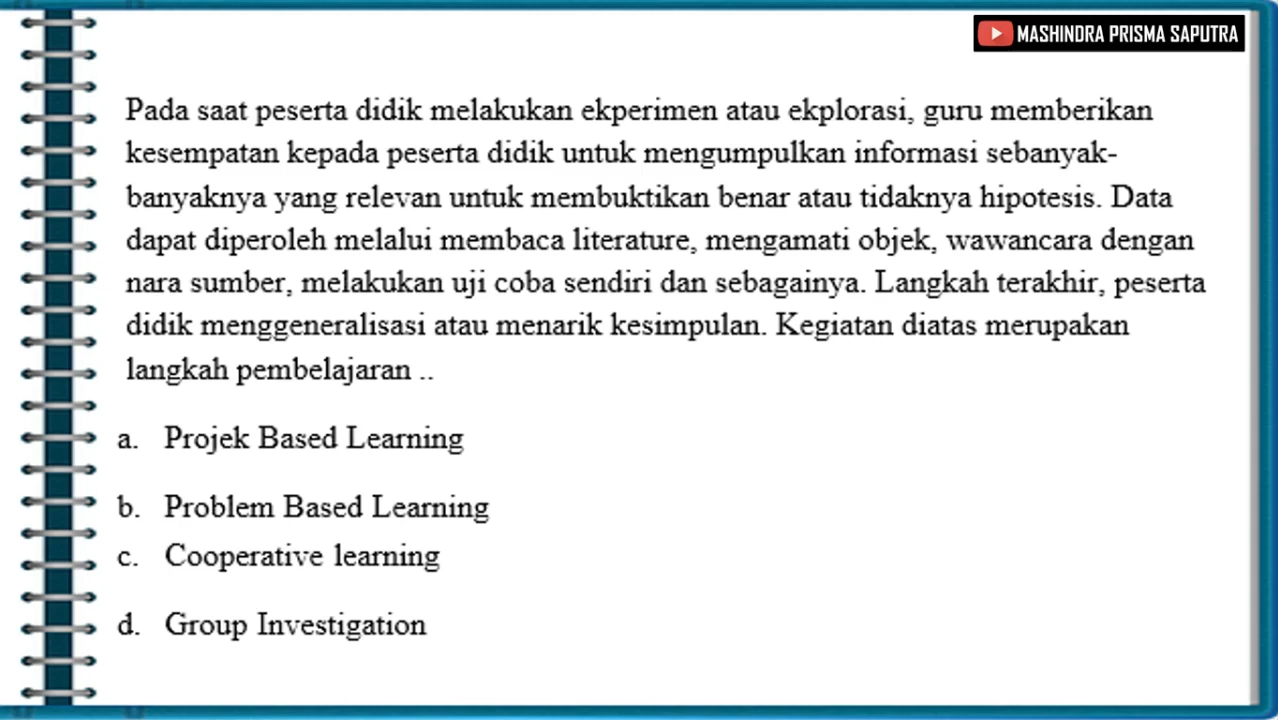 MASHINDRA PRISMA SAPUTRA
Pada saat peserta didik melakukan ekperimen atau ekplorasi, guru memberikan
kesempatan kepada peserta didik untuk mengumpulkan informasi sebanyak-
banyaknya yang relevan untuk membuktikan benar atau tidaknya hipotesis. Data
dapat diperoleh melalui membaca literature, mengamati objek, wawancara dengan
nara sumber, melakukan uji coba sendiri dan sebagainya. Langkah terakhir, peserta
didik menggeneralisasi atau menarik kesimpulan. Kegiatan diatas merupakan
langkah pembelajaran ..
a. Projek Based Learning
b. Problem Based Learning
c. Cooperative learning
d. Group Investigation